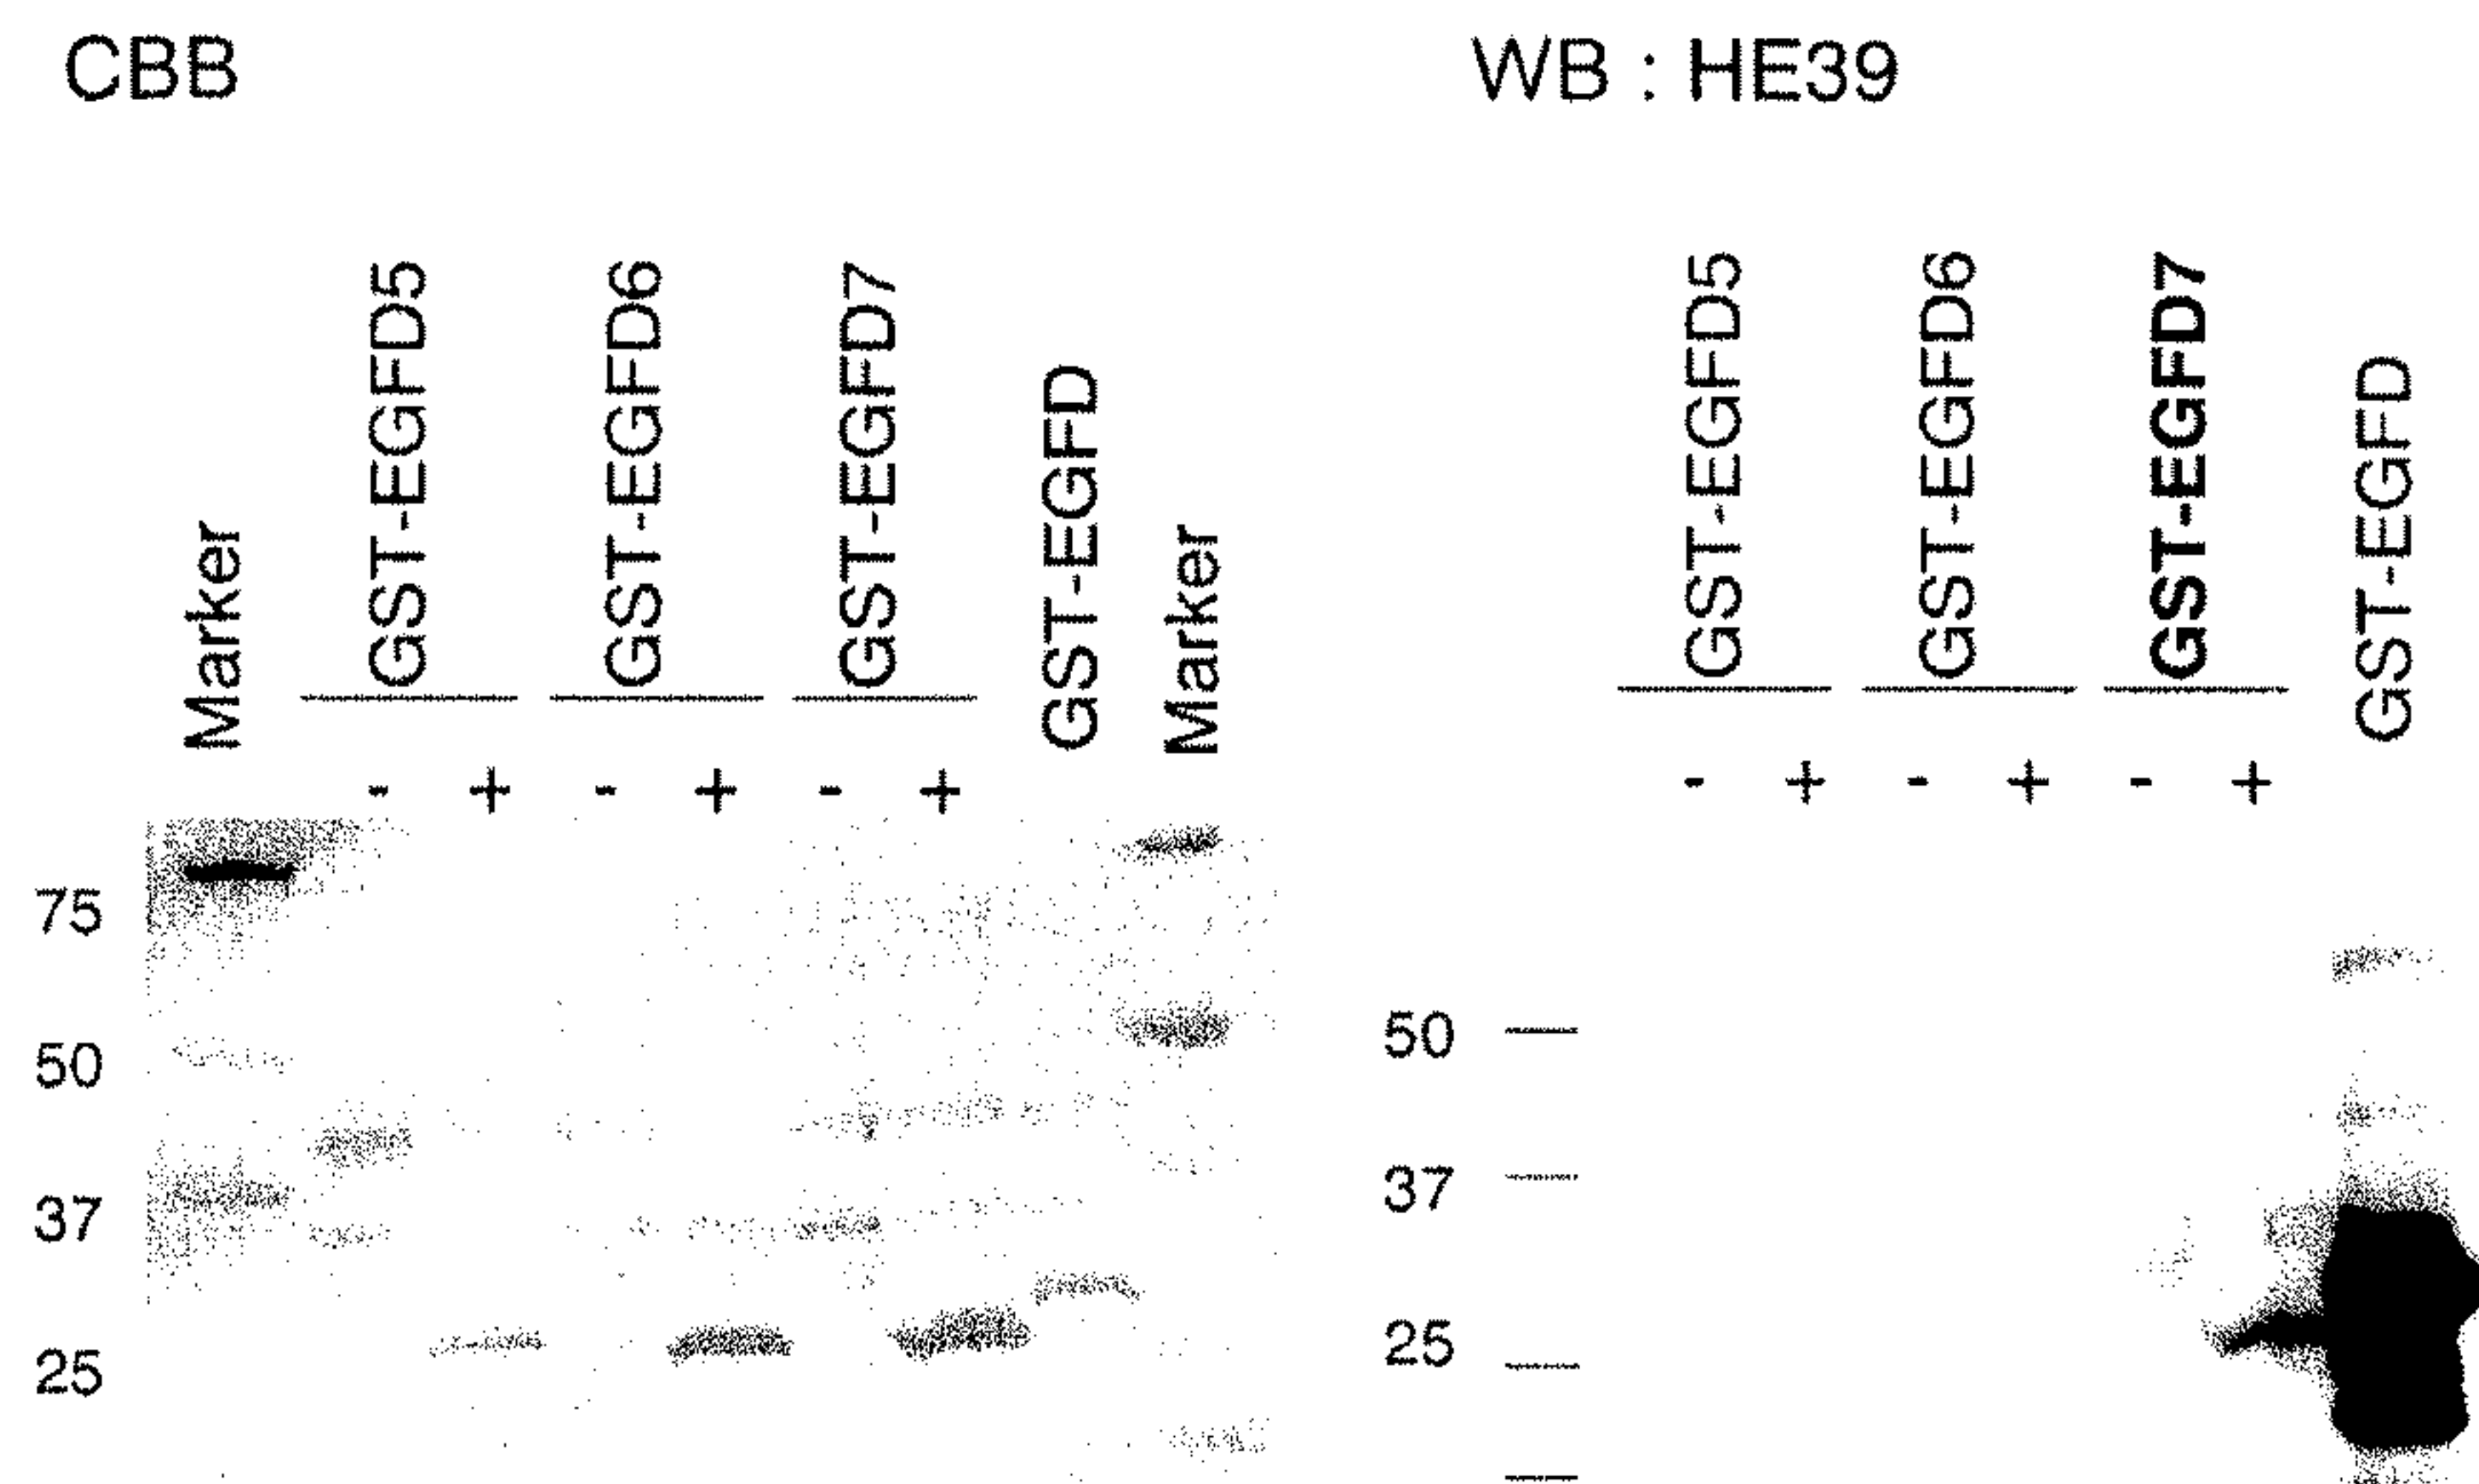 CBB
WB : HE39
Marker
GST-EGFD5
GST-EGFD6
GST-EGFD7
GST-EGFD
Marker
GST-EGFD5
GST-EGFD6
GST-EGFD7
GST-EGFD
- + - + - +
- + - + - +
75
50
37
25
50
37
25